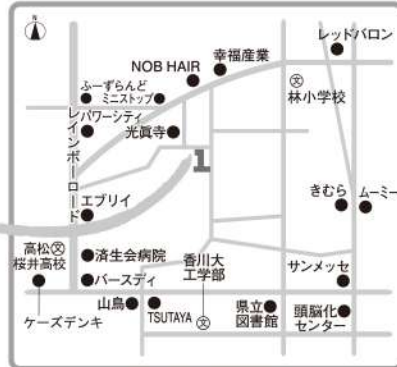 N
レッドバロン
幸福産業
NOB HAIR
文
林小学校
ふーずらんど
ミニストップ
パワーシティ
光眞寺
レインボーロード
1
エブリイ
きむら
ムーミー
高松文
桜井高校
済生会病院
香川大
工学部
文
サンメッセ
バースディ
山鳥
TSUTAYA
県立
図書館
頭脳化
センター
ケーズデンキ